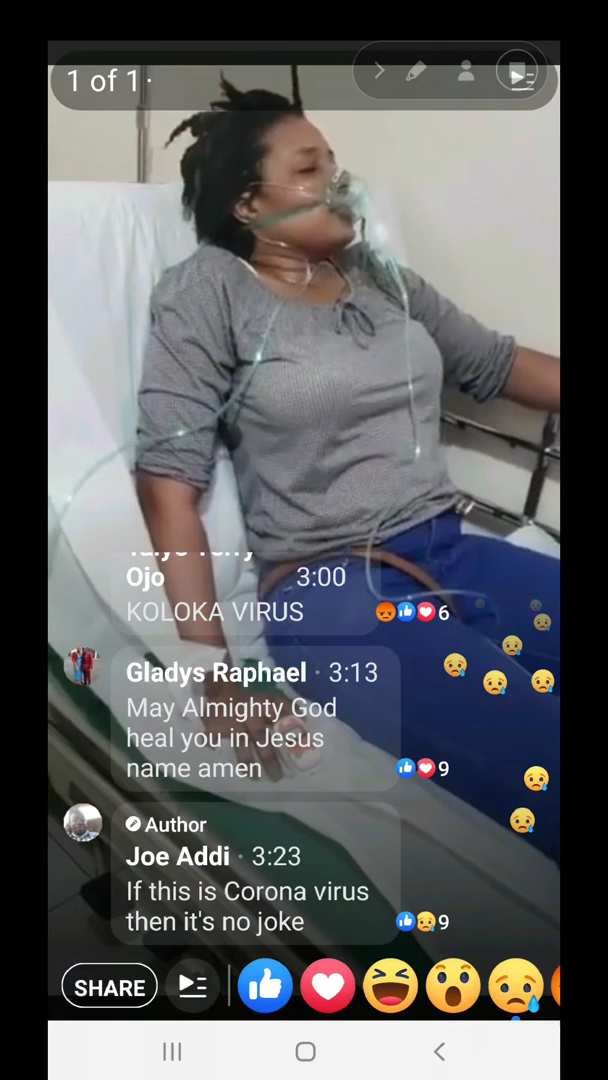 1 of 1·
Ojo 3:00
KOLOKA VIRUS
6
Gladys Raphael · 3:13
May Almighty God
heal you in Jesus
name amen
9
Author
Joe Addi · 3:23
If this is Corona virus
then it's no joke
9
SHARE